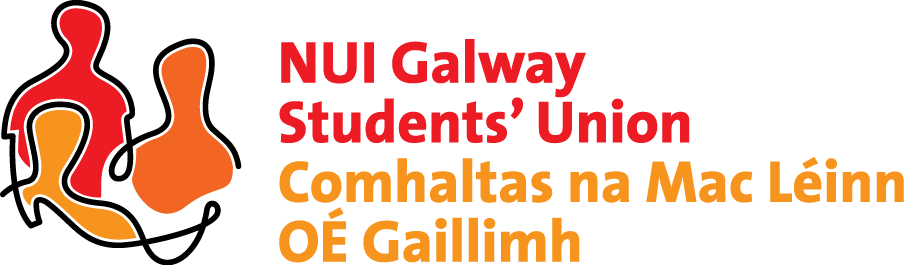 NUI Galway
Students’ Union
Comhaltas na Mac Léinn
OÉ Gaillimh